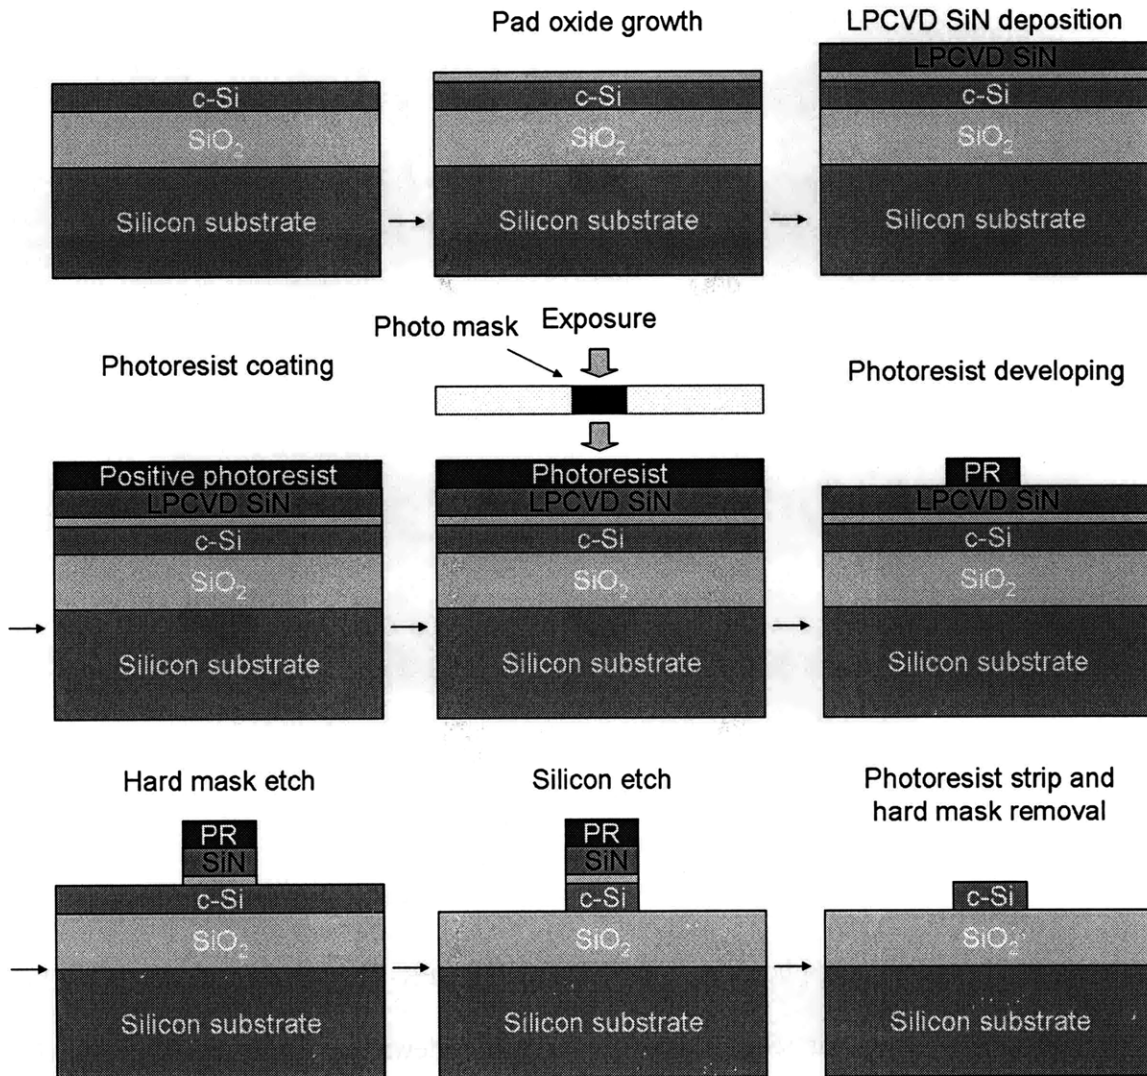 Pad oxide growth
LPCVD SiN deposition
c-Si
SiO₂
Silicon substrate
c-Si
SiO₂
Silicon substrate
LPCVD SiN
c-Si
SiO₂
Silicon substrate
Photoresist coating
Positive photoresist
LPCVD SiN
c-Si
SiO₂
Silicon substrate
Photo mask
Exposure
Photoresist
LPCVD SiN
c-Si
SiO₂
Silicon substrate
Photoresist developing
PR
LPCVD SiN
c-Si
SiO₂
Silicon substrate
Hard mask etch
PR
SiN
c-Si
SiO₂
Silicon substrate
Silicon etch
PR
SiN
c-Si
SiO₂
Silicon substrate
Photoresist strip and
hard mask removal
c-Si
SiO₂
Silicon substrate